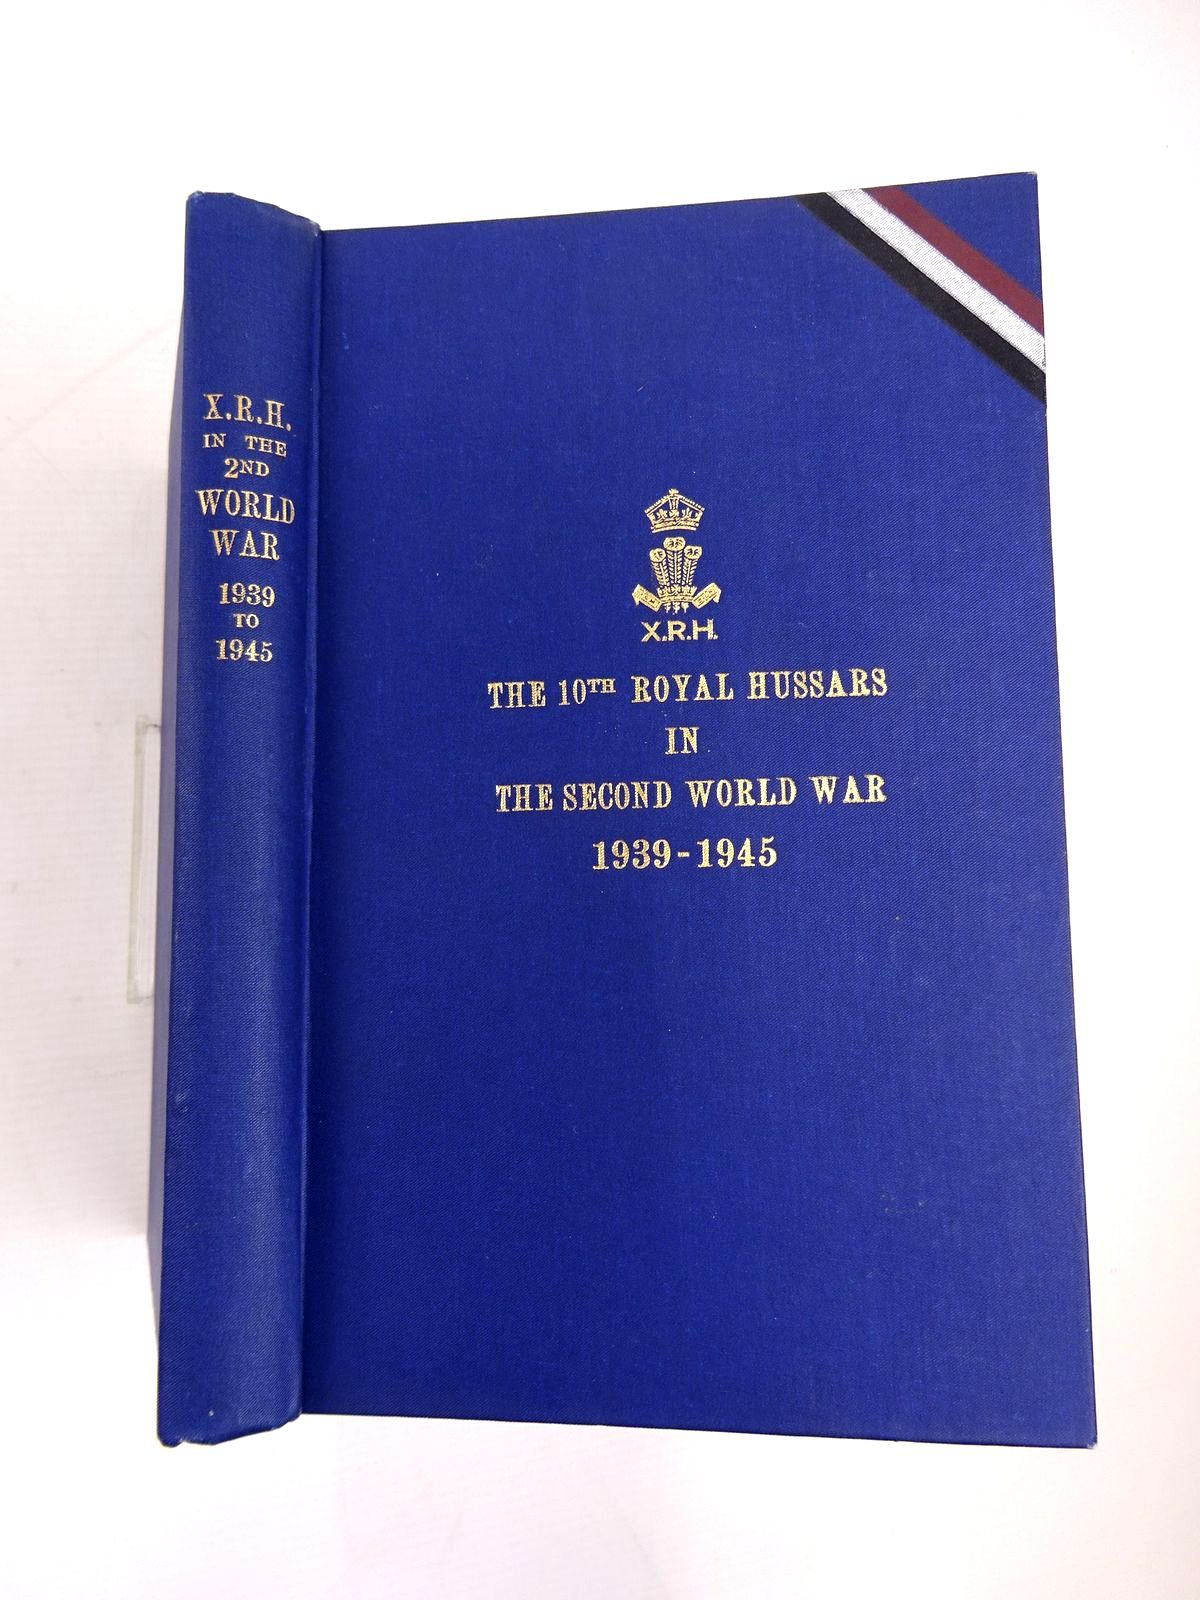 X.R.H.
IN THE
2ND
WORLD
WAR
1939
TO
1945
X.R.H.
THE 10TH ROYAL HUSSARS
IN
THE SECOND WORLD WAR
1939-1945